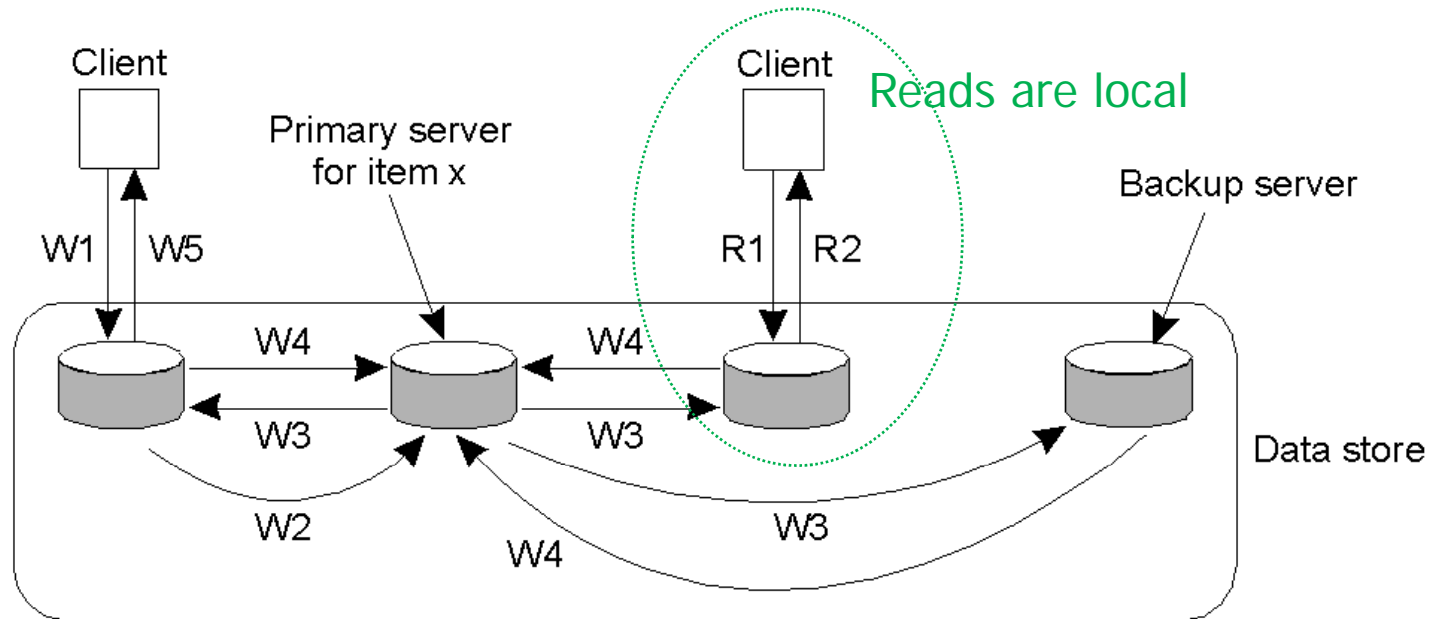 Client
Client
Reads are local
Primary server
for item x
Backup server
W1
W5
R1
R2
W4
W4
W3
W3
Data store
W2
W3
W4